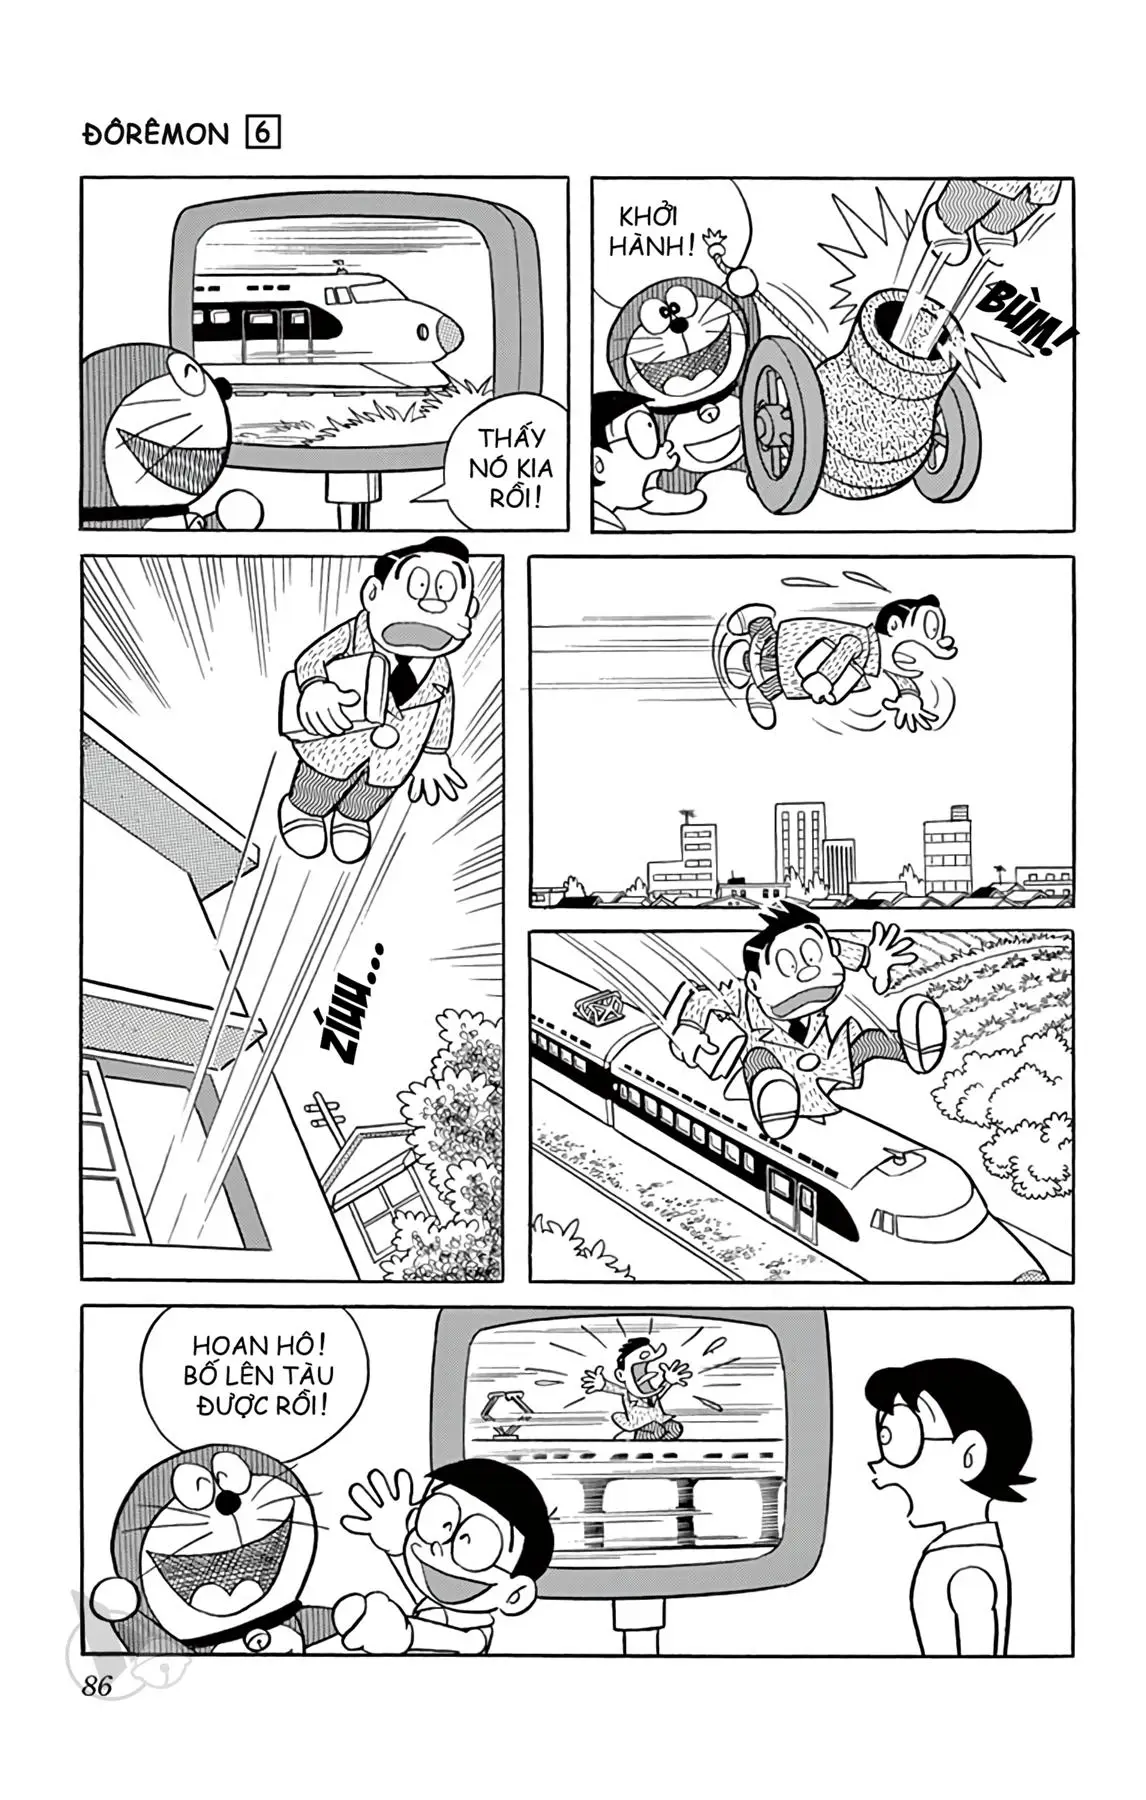 ĐÔRÊMON 6
THẤY
NÓ KIA
RỒI!
KHỞI
HÀNH!
BÙM!
ZÍUU...
HOAN HÔ!
BỐ LÊN TÀU
ĐƯỢC RỒI!
86